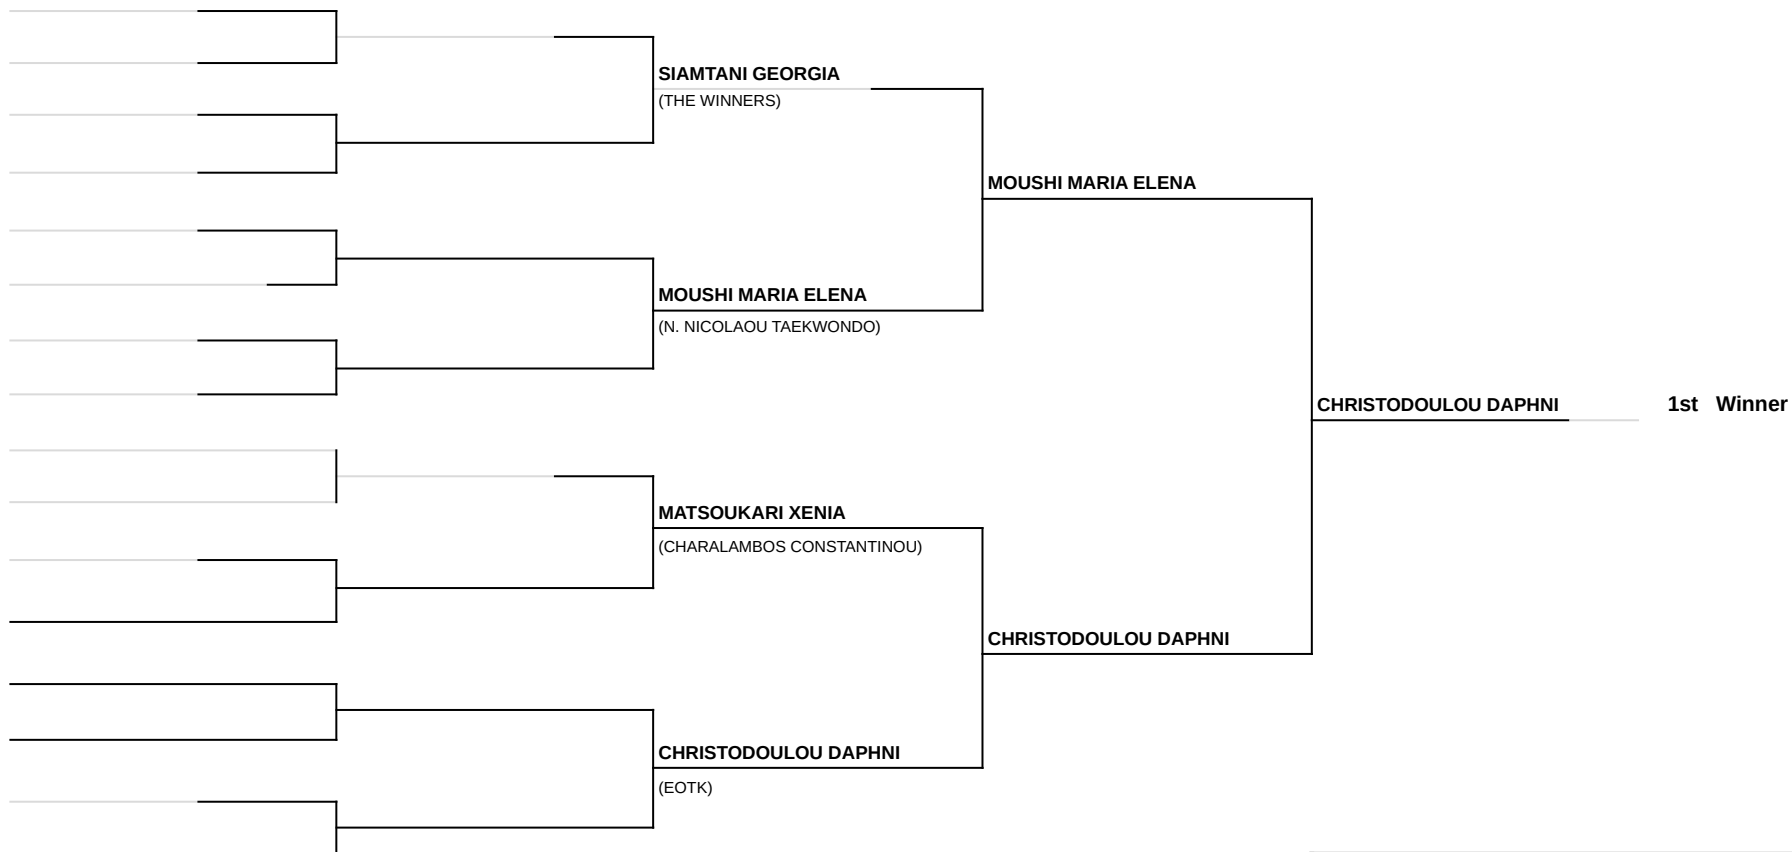 SIAMTANI GEORGIA
(THE WINNERS)
MOUSHI MARIA ELENA
MOUSHI MARIA ELENA
(N. NICOLAOU TAEKWONDO)
CHRISTODOULOU DAPHNI 1st Winner
MATSOUKARI XENIA
(CHARALAMBOS CONSTANTINOU)
CHRISTODOULOU DAPHNI
CHRISTODOULOU DAPHNI
(EOTK)